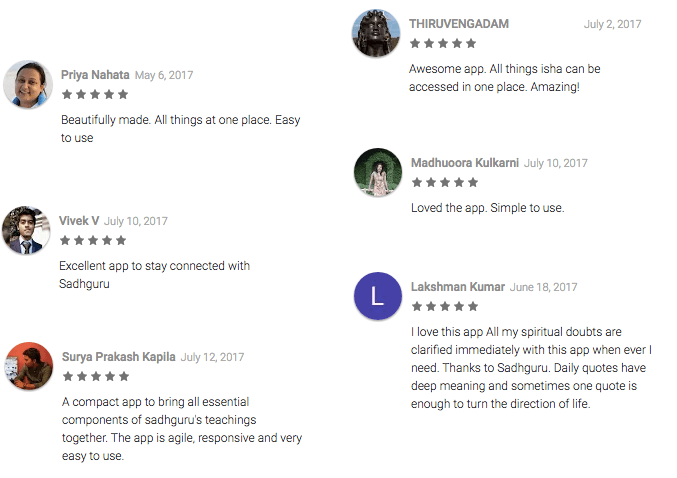 Priya Nahata May 6, 2017
Beautifully made. All things at one place. Easy
to use
Vivek V July 10, 2017
Excellent app to stay connected with
Sadhguru
Surya Prakash Kapila July 12, 2017
A compact app to bring all essential
components of sadhguru's teachings
together. The app is agile, responsive and very
easy to use.
THIRUVENGADAM July 2, 2017
Awesome app. All things isha can be
accessed in one place. Amazing!
Madhuoora Kulkarni July 10, 2017
Loved the app. Simple to use.
L
Lakshman Kumar June 18, 2017
I love this app All my spiritual doubts are
clarified immediately with this app when ever I
need. Thanks to Sadhguru. Daily quotes have
deep meaning and sometimes one quote is
enough to turn the direction of life.